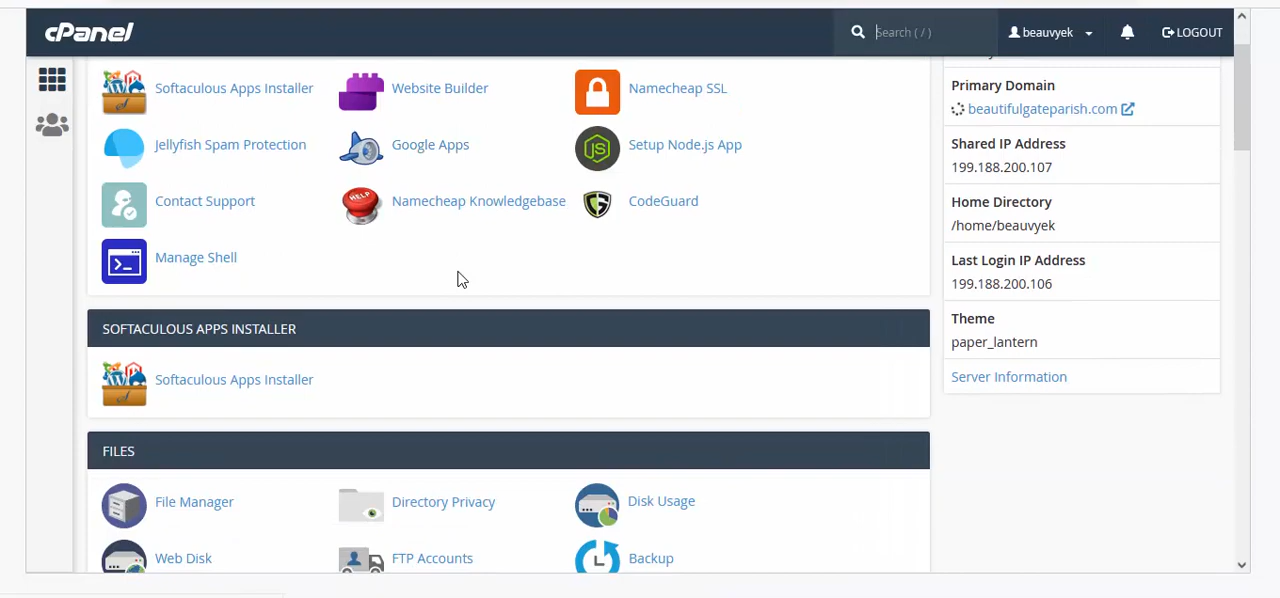 cPanel
Search ( / )
beauvyek
LOGOUT
Softaculous Apps Installer
Website Builder
Namecheap SSL
Jellyfish Spam Protection
Google Apps
Setup Node.js App
Contact Support
HELP
Namecheap Knowledgebase
CodeGuard
Manage Shell
SOFTACULOUS APPS INSTALLER
Softaculous Apps Installer
FILES
File Manager
Directory Privacy
Disk Usage
Web Disk
FTP Accounts
Backup
Primary Domain
beautifulgateparish.com
Shared IP Address
199.188.200.107
Home Directory
/home/beauvyek
Last Login IP Address
199.188.200.106
Theme
paper_lantern
Server Information